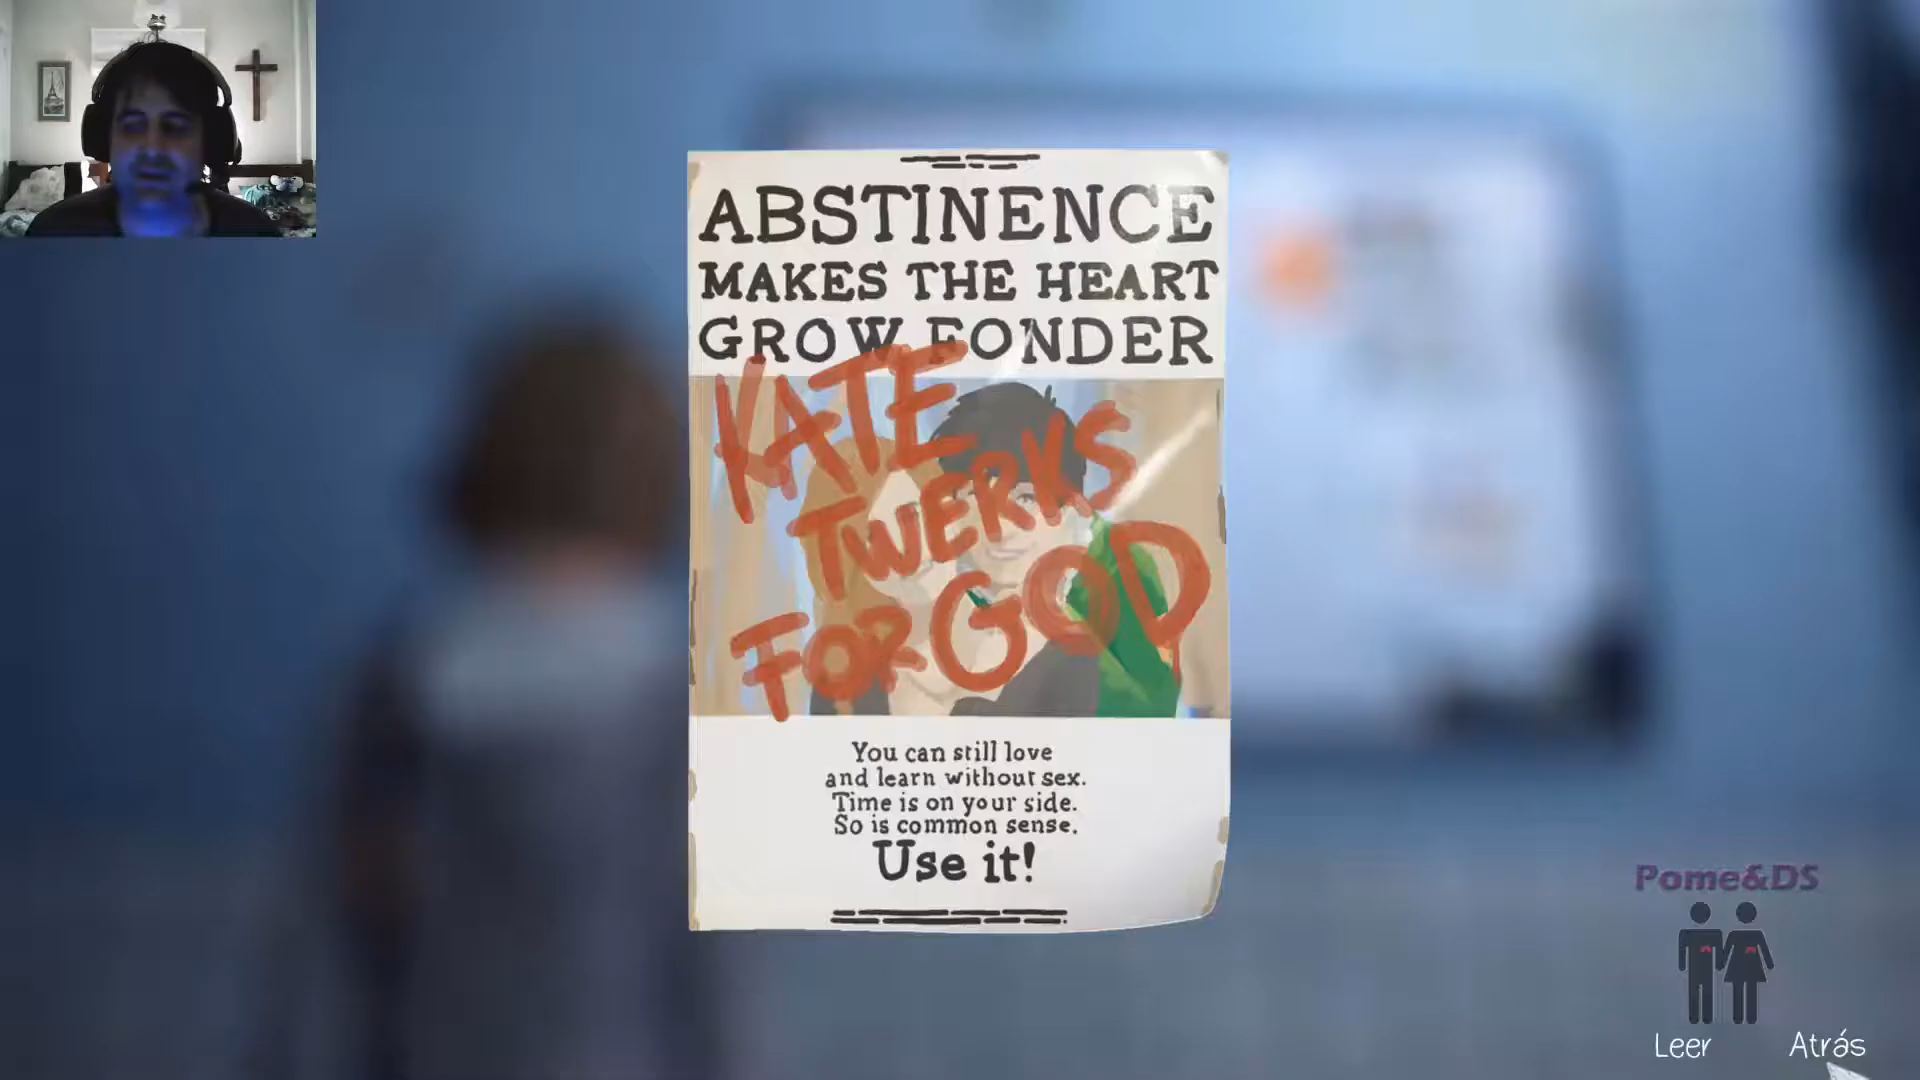 ABSTINENCE
MAKES THE HEART
GROW FONDER
KATE
TWERKS
FOR GOD
You can still love
and learn without sex.
Time is on your side.
So is common sense.
Use it!
Pome&DS
Leer Atrás